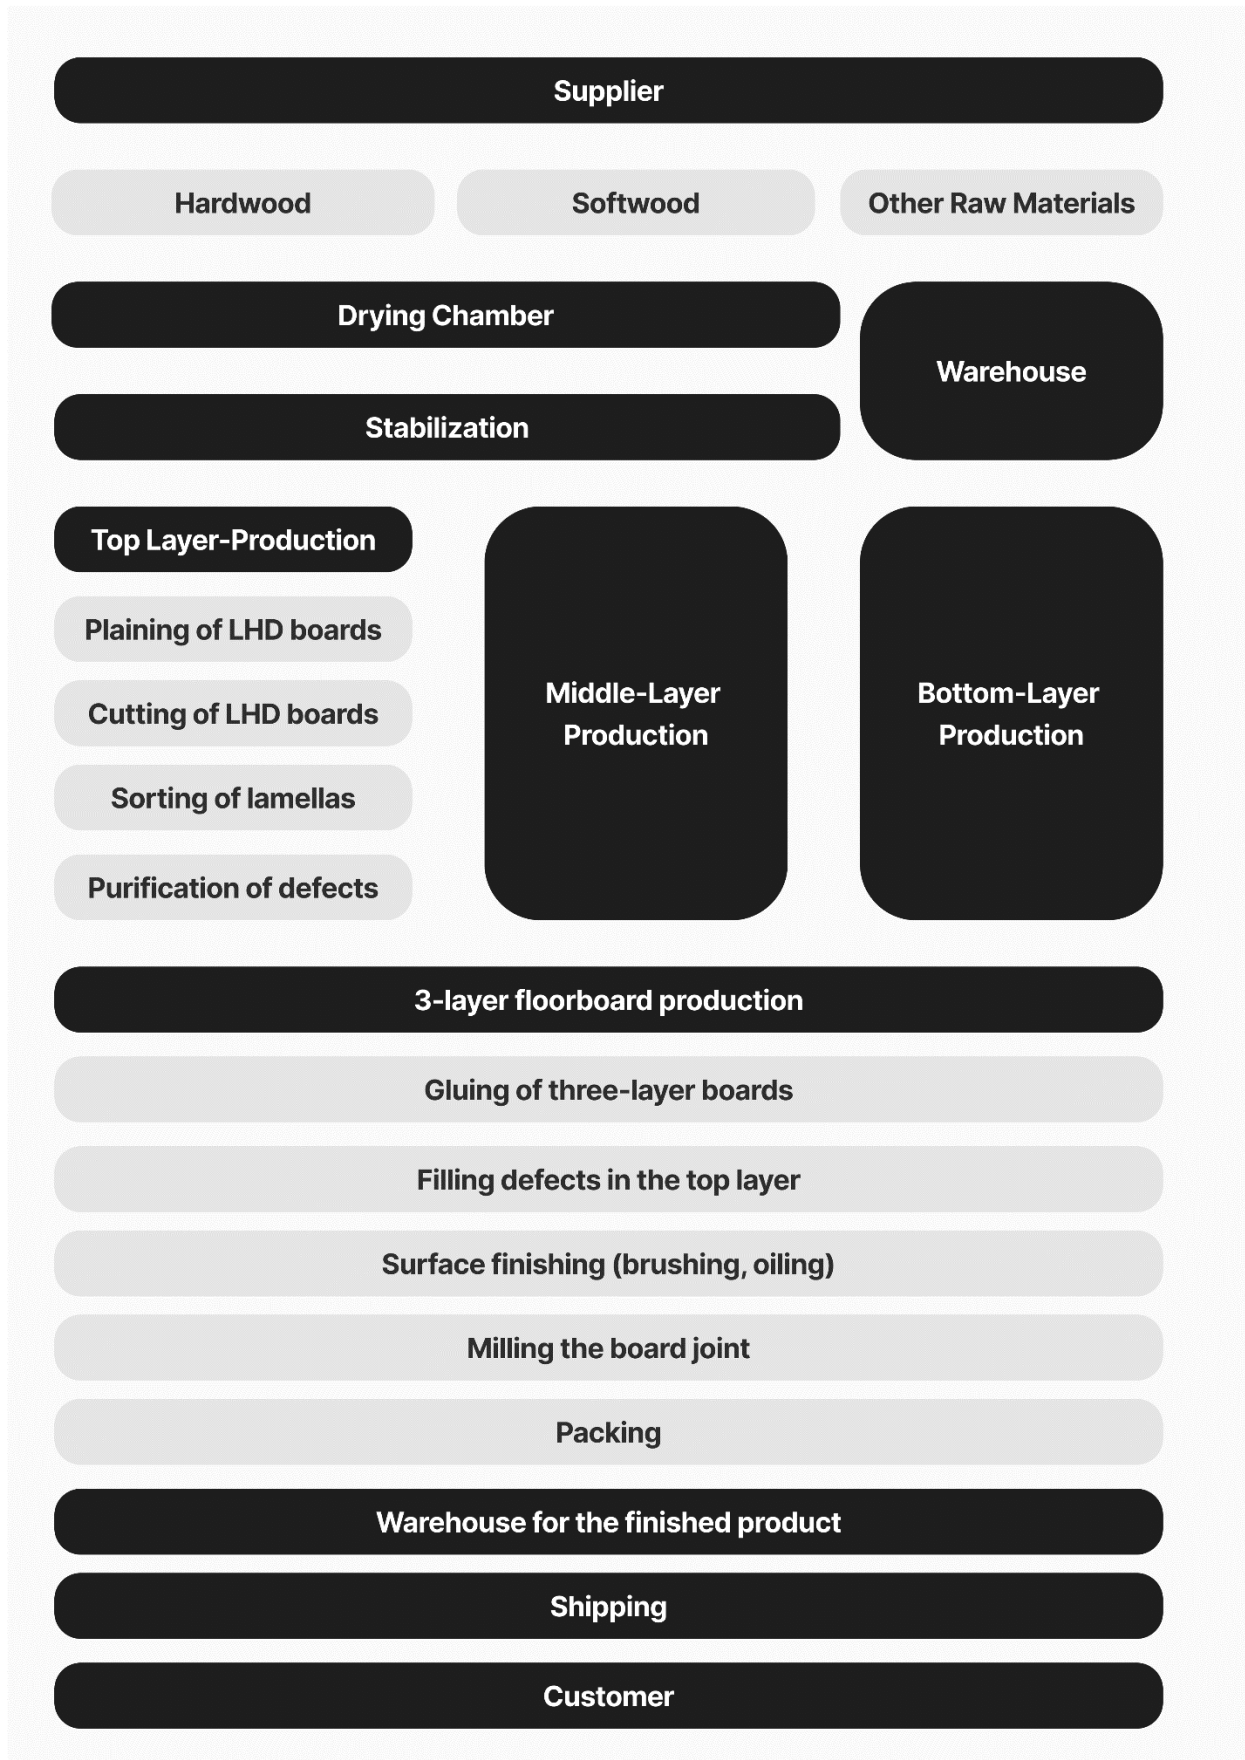 Supplier
Hardwood
Softwood
Other Raw Materials
Drying Chamber
Warehouse
Stabilization
Top Layer-Production
Plaining of LHD boards
Cutting of LHD boards
Sorting of lamellas
Purification of defects
Middle-Layer
Production
Bottom-Layer
Production
3-layer floorboard production
Gluing of three-layer boards
Filling defects in the top layer
Surface finishing (brushing, oiling)
Milling the board joint
Packing
Warehouse for the finished product
Shipping
Customer